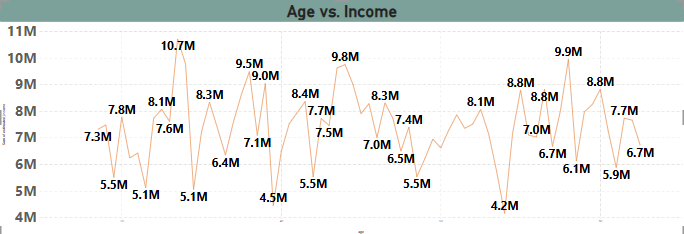 Age vs. Income
11M
10M
9M
8M
7M
6M
5M
4M
7.3M
7.8M
5.5M
5.1M
8.1M
7.6M
10.7M
5.1M
8.3M
6.4M
9.5M
7.1M
9.0M
4.5M
8.4M
5.5M
7.7M
7.5M
9.8M
7.0M
8.3M
6.5M
7.4M
5.5M
8.1M
4.2M
8.8M
7.0M
8.8M
6.7M
9.9M
6.1M
8.8M
5.9M
7.7M
6.7M